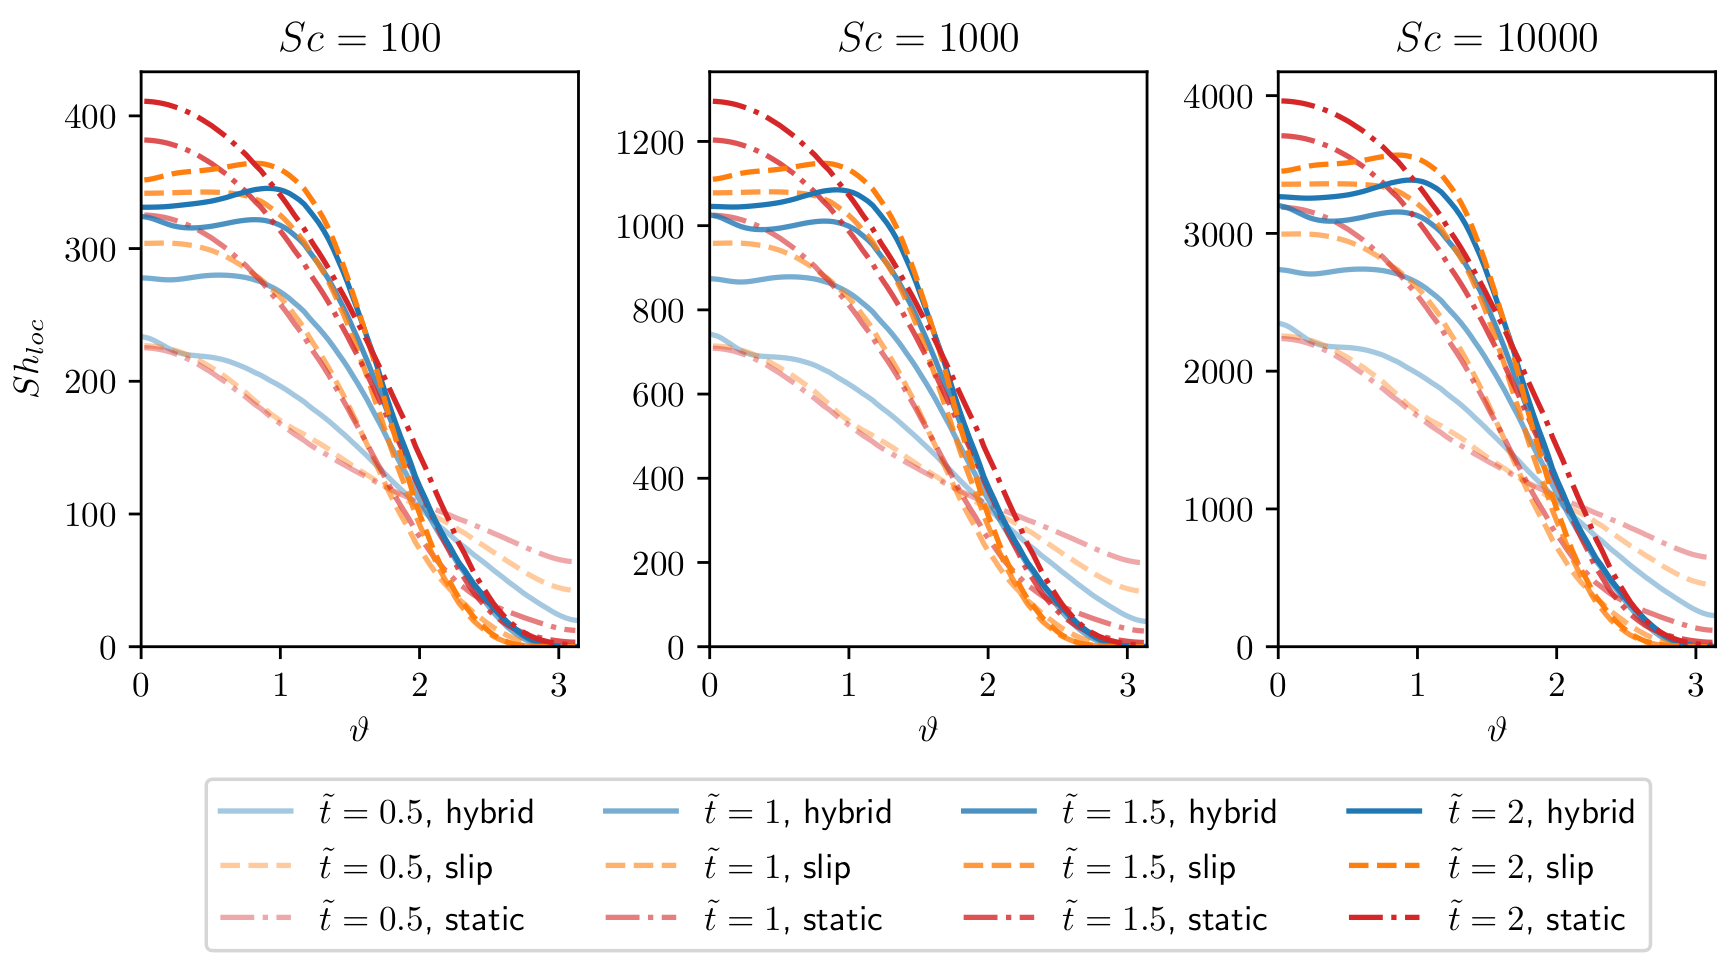 Sc = 100
Sc = 1000
Sc = 10000
Sh_loc
400
300
200
100
0
0 1 2 3
ϑ
1200
1000
800
600
400
200
0
0 1 2 3
ϑ
4000
3000
2000
1000
0
0 1 2 3
ϑ
t̃ = 0.5, hybrid
t̃ = 1, hybrid
t̃ = 1.5, hybrid
t̃ = 2, hybrid
t̃ = 0.5, slip
t̃ = 1, slip
t̃ = 1.5, slip
t̃ = 2, slip
t̃ = 0.5, static
t̃ = 1, static
t̃ = 1.5, static
t̃ = 2, static